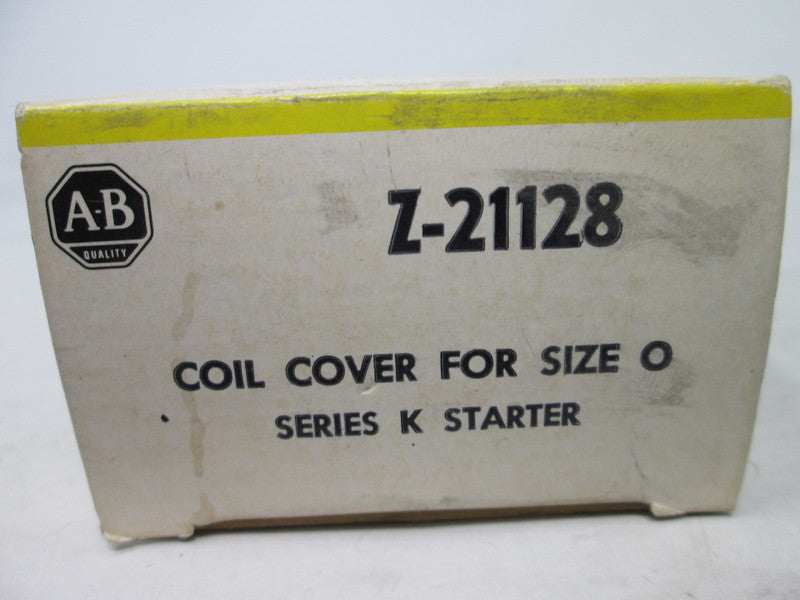 A-B
QUALITY
Z-21128
COIL COVER FOR SIZE O
SERIES K STARTER